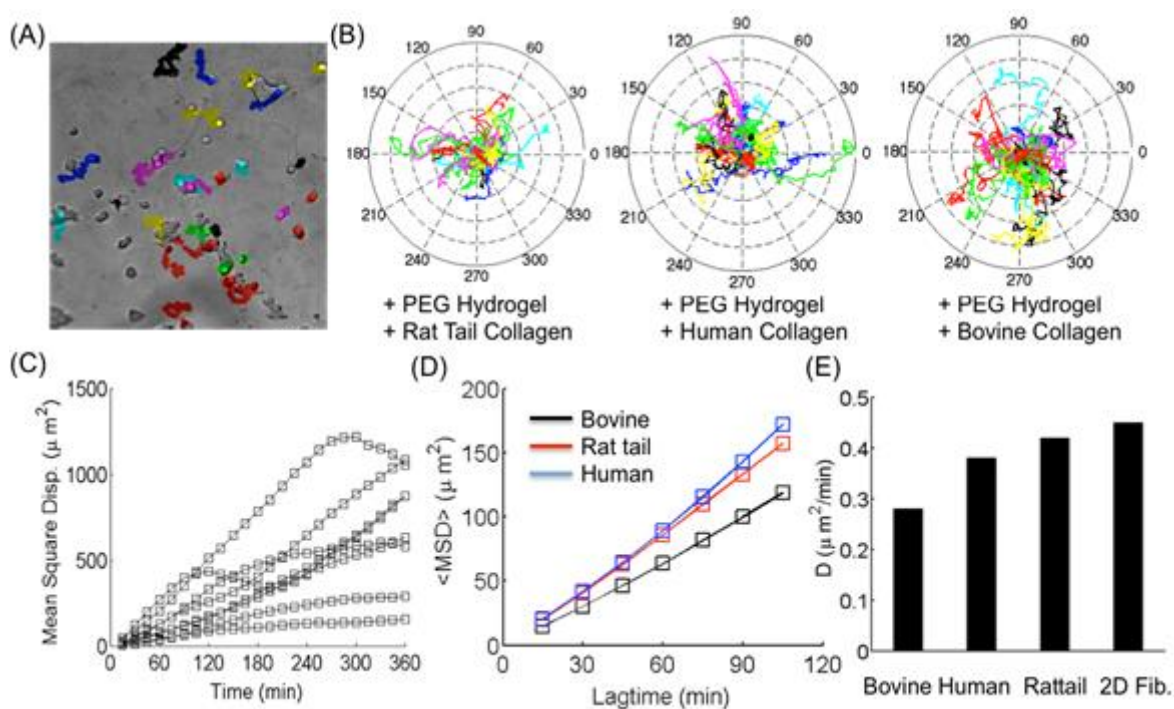 (A)
(B)
90
120
60
150
30
180
0
210
330
240
300
270
+ PEG Hydrogel
+ Rat Tail Collagen
90
120
60
150
30
180
0
210
330
240
300
270
+ PEG Hydrogel
+ Human Collagen
90
120
60
150
30
180
0
210
330
240
300
270
+ PEG Hydrogel
+ Bovine Collagen
(C)
Mean Square Disp. (μ m²)
1500
1000
500
0
0 60 120 180 240 300 360
Time (min)
(D)
<MSD> (μ m²)
200
150
100
50
0
Bovine
Rat tail
Human
0 30 60 90 120
Lagtime (min)
(E)
D (μ m²/min)
0.5
0.4
0.3
0.2
0.1
0
Bovine Human Rattail 2D Fib.